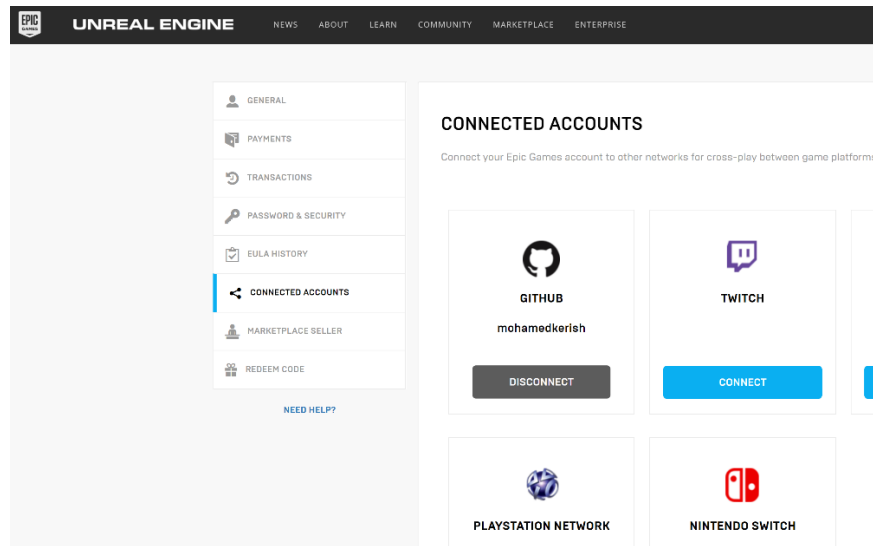 EPIC GAMES
UNREAL ENGINE NEWS ABOUT LEARN COMMUNITY MARKETPLACE ENTERPRISE
GENERAL
PAYMENTS
TRANSACTIONS
PASSWORD & SECURITY
EULA HISTORY
CONNECTED ACCOUNTS
MARKETPLACE SELLER
REDEEM CODE
NEED HELP?
CONNECTED ACCOUNTS
Connect your Epic Games account to other networks for cross-play between game platforms
GITHUB
mohamedkerish
DISCONNECT
TWITCH
CONNECT
PLAYSTATION NETWORK
NINTENDO SWITCH